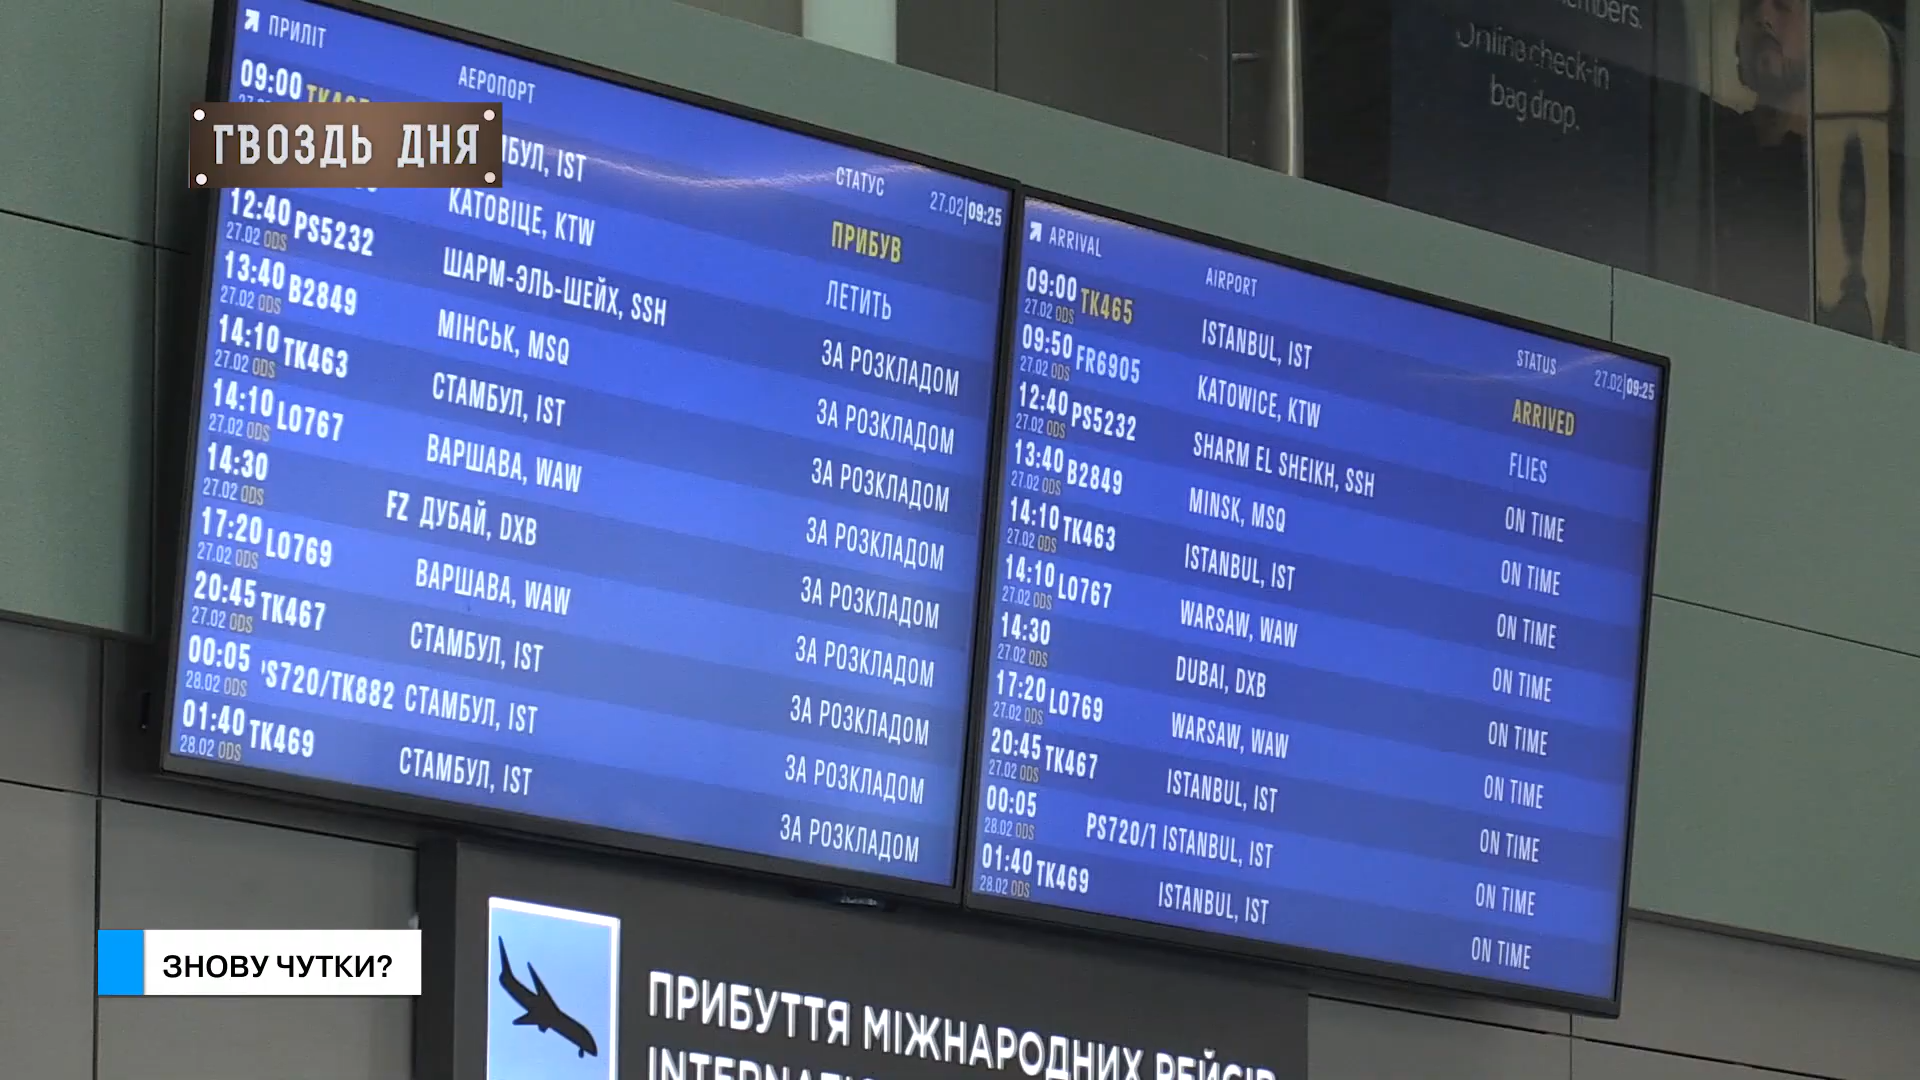 ПРИЛІТ
АЕРОПОРТ
СТАТУС
27.02|09:25
09:00
ІСТ
ПРИБУВ
КАТОВІЦЕ, KTW
ЛЕТИТЬ
12:40 PS5232 ШАРМ-ЭЛЬ-ШЕЙХ, SSH ЗА РОЗКЛАДОМ
27.02 ODS
13:40 B2849 МІНСЬК, MSQ ЗА РОЗКЛАДОМ
27.02 ODS
14:10 TK463 СТАМБУЛ, IST ЗА РОЗКЛАДОМ
27.02 ODS
14:10 LO767 ВАРШАВА, WAW ЗА РОЗКЛАДОМ
27.02 ODS
14:30 FZ ДУБАЙ, DXB ЗА РОЗКЛАДОМ
27.02 ODS
17:20 LO769 ВАРШАВА, WAW ЗА РОЗКЛАДОМ
27.02 ODS
20:45 TK467 СТАМБУЛ, IST ЗА РОЗКЛАДОМ
27.02 ODS
00:05 'S720/TK882 СТАМБУЛ, IST ЗА РОЗКЛАДОМ
28.02 ODS
01:40 TK469 СТАМБУЛ, IST ЗА РОЗКЛАДОМ
28.02 ODS
ГВОЗДЬ ДНЯ
Online check-in
bag drop.
ARRIVAL
AIRPORT
STATUS
27.02|09:25
09:00 TK465 ISTANBUL, IST ARRIVED
27.02 ODS
09:50 FR6905 KATOWICE, KTW FLIES
27.02 ODS
12:40 PS5232 SHARM EL SHEIKH, SSH ON TIME
27.02 ODS
13:40 B2849 MINSK, MSQ ON TIME
27.02 ODS
14:10 TK463 ISTANBUL, IST ON TIME
27.02 ODS
14:10 LO767 WARSAW, WAW ON TIME
27.02 ODS
14:30 DUBAI, DXB ON TIME
27.02 ODS
17:20 LO769 WARSAW, WAW ON TIME
27.02 ODS
20:45 TK467 ISTANBUL, IST ON TIME
27.02 ODS
00:05 PS720/1 ISTANBUL, IST ON TIME
28.02 ODS
01:40 TK469 ISTANBUL, IST ON TIME
28.02 ODS
ЗНОВУ ЧУТКИ?
ПРИБУТТЯ МІЖНАРОДНИХ РЕЙСІВ